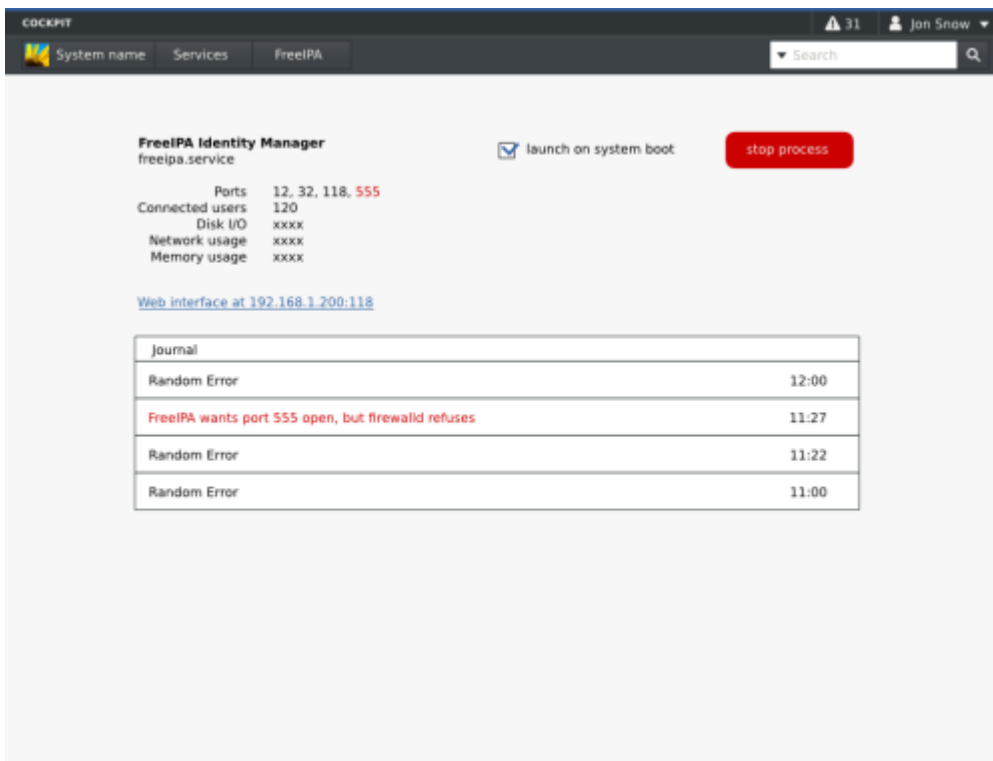 COCKPIT 31 Jon Snow
System name Services FreeIPA Search
FreeIPA Identity Manager
freeipa.service
launch on system boot
stop process
Ports 12, 32, 118, 555
Connected users 120
Disk I/O xxxx
Network usage xxxx
Memory usage xxxx
Web interface at 192.168.1.200:118
Journal
Random Error 12:00
FreeIPA wants port 555 open, but firewalld refuses 11:27
Random Error 11:22
Random Error 11:00